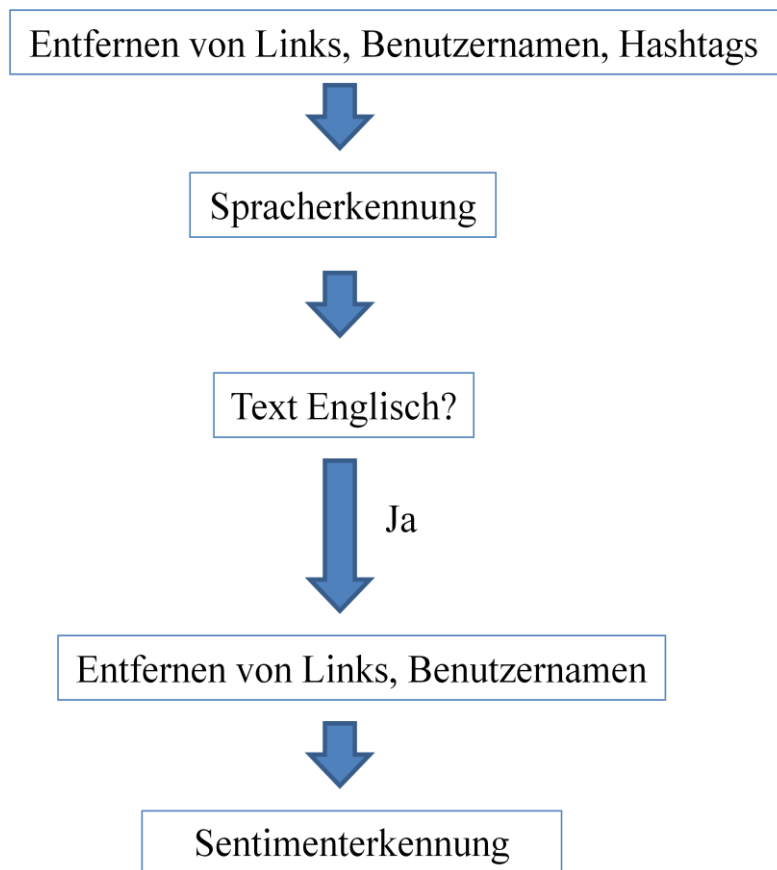 Entfernen von Links, Benutzernamen, Hashtags
Spracherkennung
Text Englisch?
Ja
Entfernen von Links, Benutzernamen
Sentimenterkennung